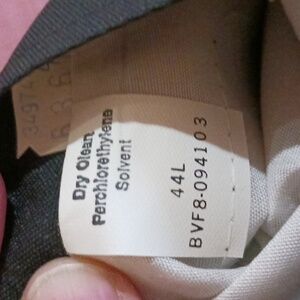 Dry Clean
Perchlorethylene
Solvent
44L
BVF8-094103